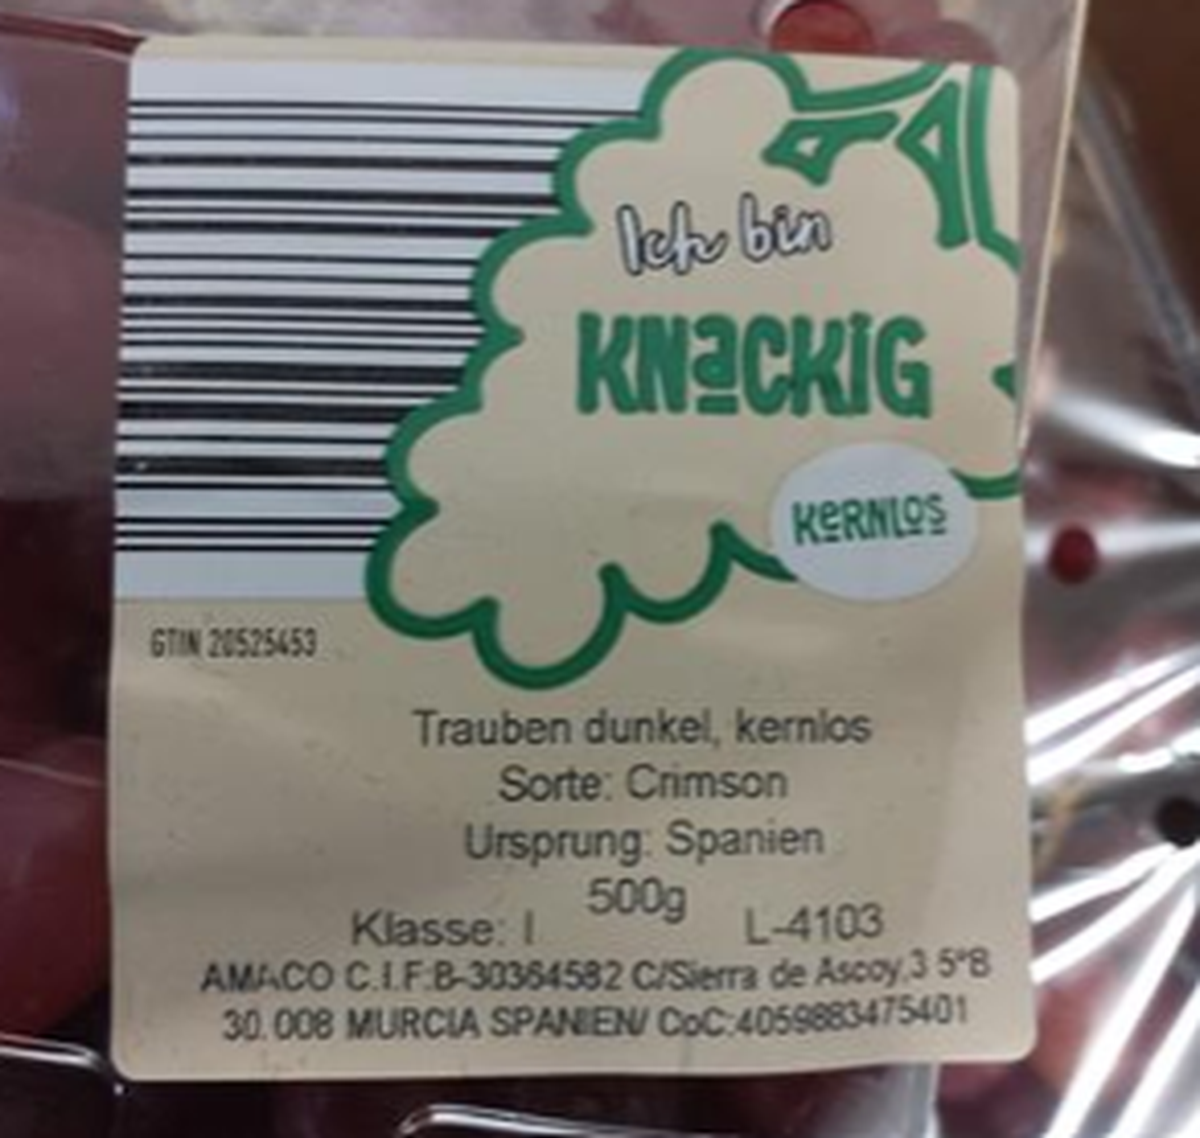 Ich bin
KNaCKiG
KeRNLoS
GTIN 20525453
Trauben dunkel, kernlos
Sorte: Crimson
Ursprung: Spanien
500g
Klasse: I L-4103
AMACO C.I.F:B-30364582 C/Sierra de Ascoy,3 5ºB
30.008 MURCIA SPANIEN/ CoC:4059883475401